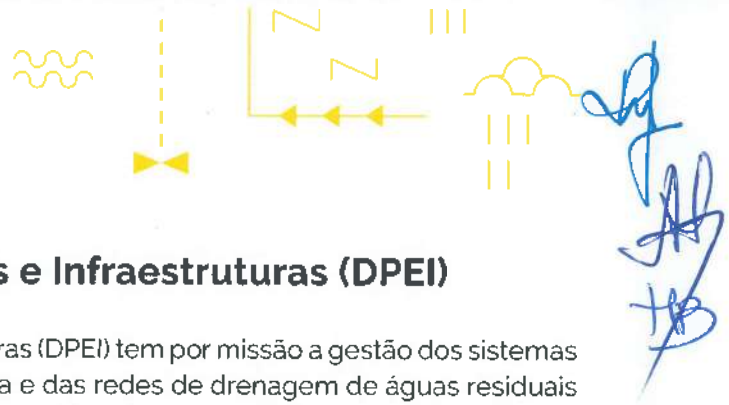 s e Infraestruturas (DPEI)
ras (DPEI) tem por missão a gestão dos sistemas
a e das redes de drenagem de águas residuais